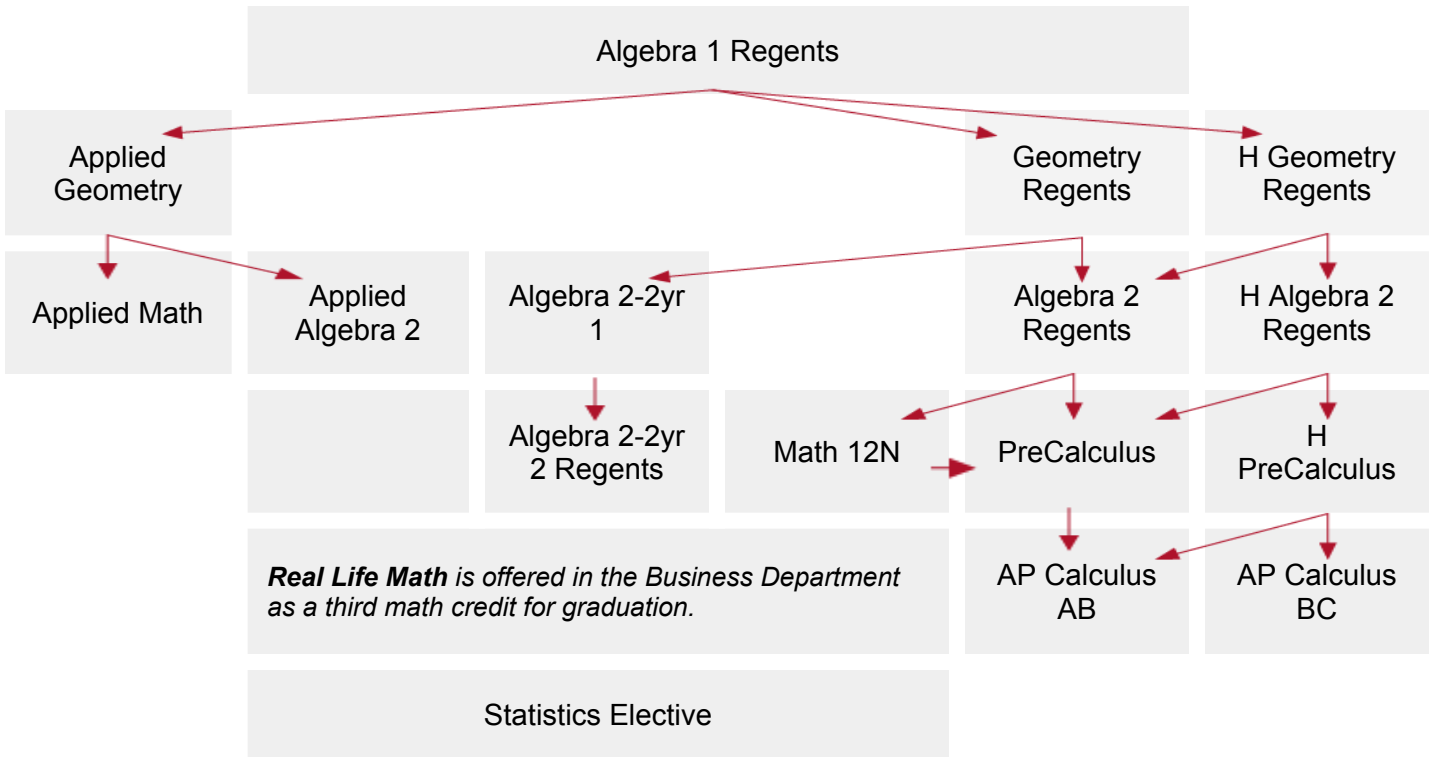 Algebra 1 Regents
Applied
Geometry
Geometry
Regents
H Geometry
Regents
Applied Math
Applied
Algebra 2
Algebra 2-2yr
1
Algebra 2
Regents
H Algebra 2
Regents
Algebra 2-2yr
2 Regents
Math 12N
PreCalculus
H
PreCalculus
Real Life Math is offered in the Business Department
as a third math credit for graduation.
AP Calculus
AB
AP Calculus
BC
Statistics Elective